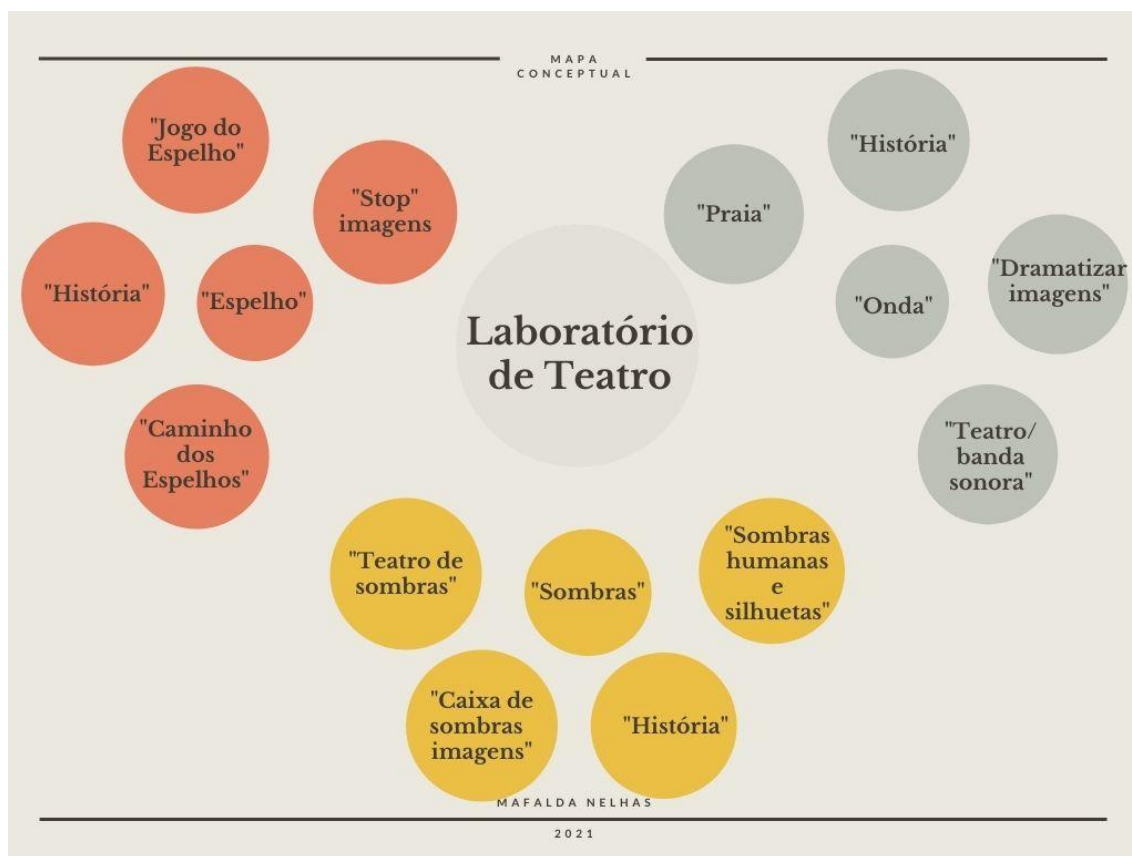 MAPA
CONCEPTUAL
"Jogo do
Espelho"
"Stop"
imagens
"História"
"Espelho"
"Caminho
dos
Espelhos"
"História"
"Praia"
"Dramatizar
imagens"
"Onda"
"Teatro/
banda
sonora"
Laboratório
de Teatro
"Teatro de
sombras"
"Sombras"
"Sombras
humanas
e
silhuetas"
"Caixa de
sombras
imagens"
"História"
MAFALDA NELHAS
2021